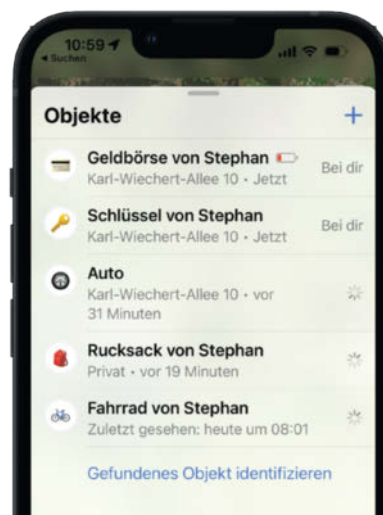 10:59
◂ Suchen
Objekte
Geldbörse von Stephan
Karl-Wiechert-Allee 10 • Jetzt
Bei dir
Schlüssel von Stephan
Karl-Wiechert-Allee 10 • Jetzt
Bei dir
Auto
Karl-Wiechert-Allee 10 • vor
31 Minuten
Rucksack von Stephan
Privat • vor 19 Minuten
Fahrrad von Stephan
Zuletzt gesehen: heute um 08:01
Gefundenes Objekt identifizieren